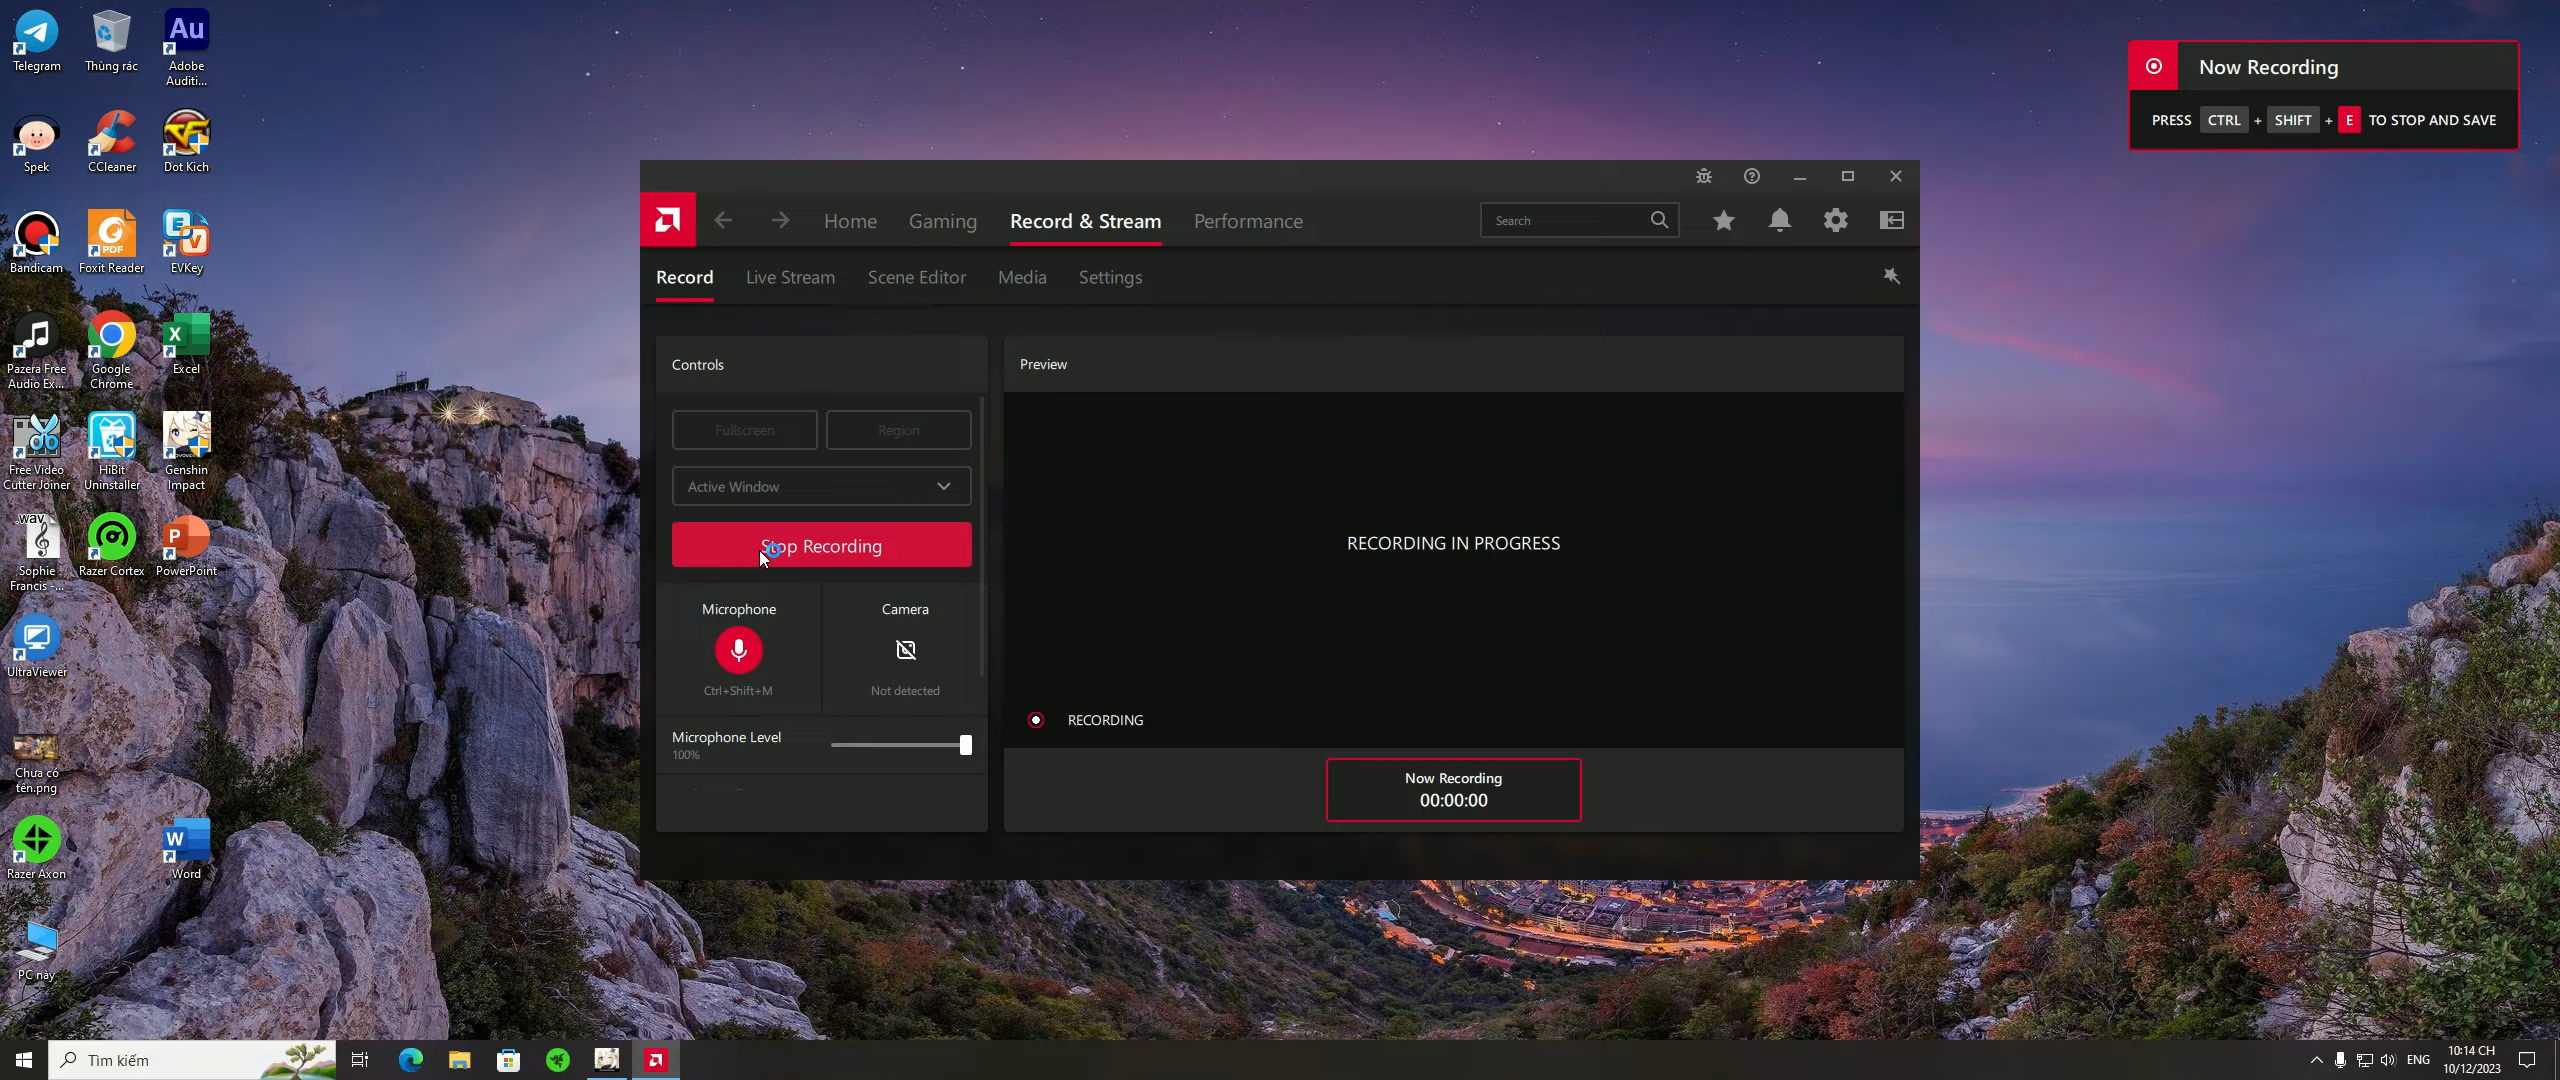 Telegram
Thùng rác
Adobe
Auditi...
Spek
CCleaner
Dot Kich
Bandicam
Foxit Reader
EVKey
Pazera Free
Audio Ex...
Google
Chrome
Excel
Free Video
Cutter Joiner
HiBit
Uninstaller
Genshin
Impact
.wav
Sophie
Francis -...
Razer Cortex
PowerPoint
UltraViewer
Chưa có
tên.png
Razer Axon
Word
PC này
Now Recording
PRESS CTRL + SHIFT + E TO STOP AND SAVE
Home Gaming Record & Stream Performance
Search
Record Live Stream Scene Editor Media Settings
Controls
Fullscreen Region
Active Window
Stop Recording
Microphone Camera
Ctrl+Shift+M Not detected
Microphone Level
100%
Preview
RECORDING IN PROGRESS
RECORDING
Now Recording
00:00:00
Tìm kiếm
ENG
10:14 CH
10/12/2023